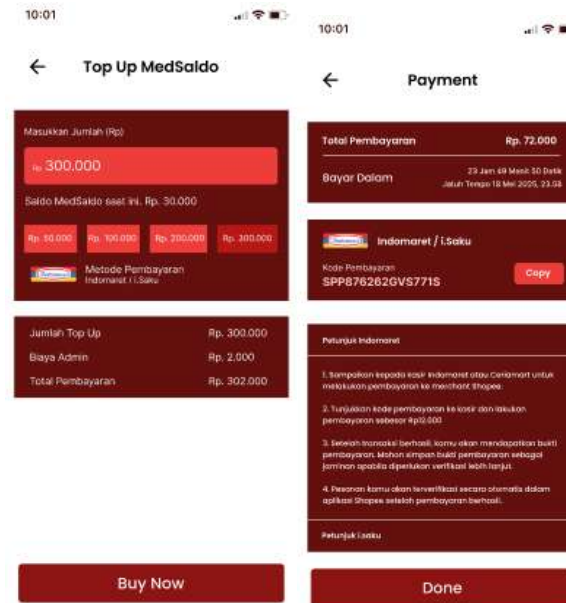 10:01
Top Up MedSaldo
Masukkan Jumlah (Rp)
Rp 300.000
Saldo MedSaldo saat ini. Rp. 30.000
Rp. 50.000 Rp. 100.000 Rp. 200.000 Rp. 300.000
Indomaret
Metode Pembayaran
Indomaret / i.Saku
Jumlah Top Up Rp. 300.000
Biaya Admin Rp. 2.000
Total Pembayaran Rp. 302.000
Buy Now
10:01
Payment
Total Pembayaran Rp. 72.000
Bayar Dalam 23 Jam 49 Menit 50 Detik
Jatuh Tempo 18 Mei 2025, 23.58
Indomaret
Indomaret / i.Saku
Kode Pembayaran
SPP876262GVS771S
Copy
Petunjuk Indomaret
1. Sampaikan kepada kasir Indomaret atau Ceriamart untuk
melakukan pembayaran ke merchant Shopee.
2. Tunjukkan kode pembayaran ke kasir dan lakukan
pembayaran sebesar Rp12.000
3. Setelah transaksi berhasil, kamu akan mendapatkan bukti
pembayaran. Mohon simpan bukti pembayaran sebagai
jaminan apabila diperlukan verifikasi lebih lanjut.
4. Pesanan kamu akan terverifikasi secara otomatis dalam
aplikasi Shopee setelah pembayaran berhasil.
Petunjuk i.saku
Done